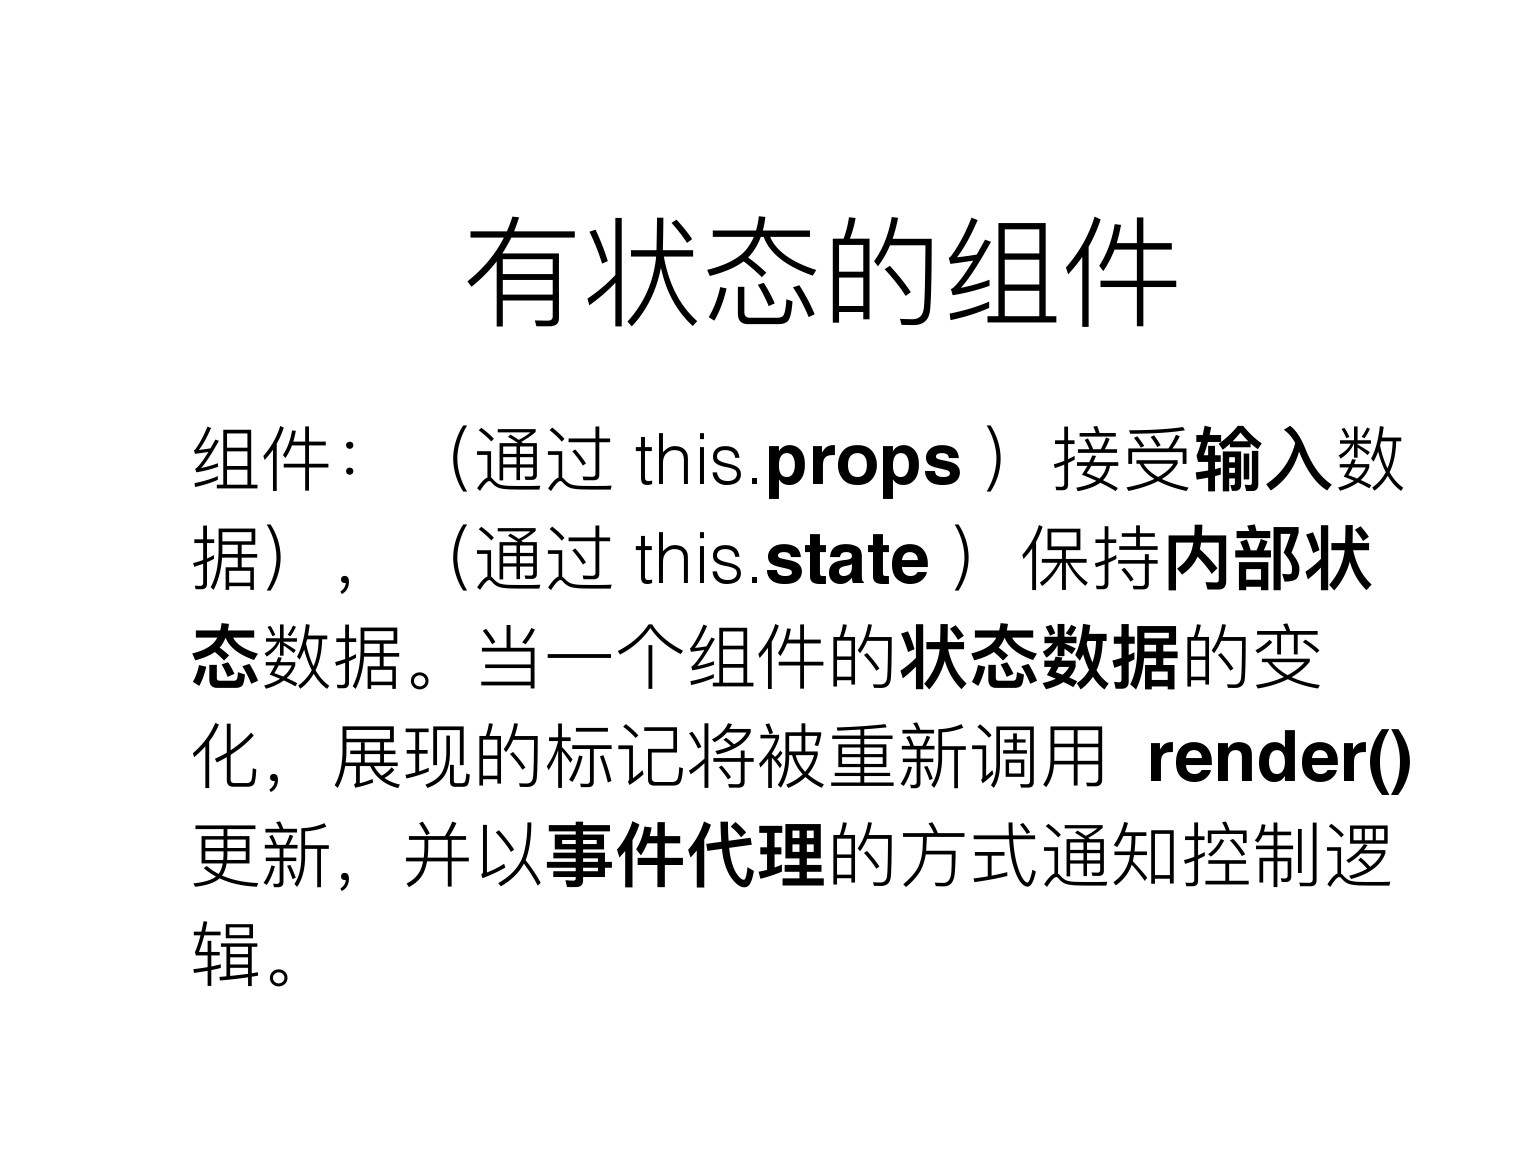 有状态的组件
组件：（通过 this.props ）接受输入数
据），（通过 this.state ）保持内部状
态数据。当一个组件的状态数据的变
化，展现的标记将被重新调用 render()
更新，并以事件代理的方式通知控制逻
辑。